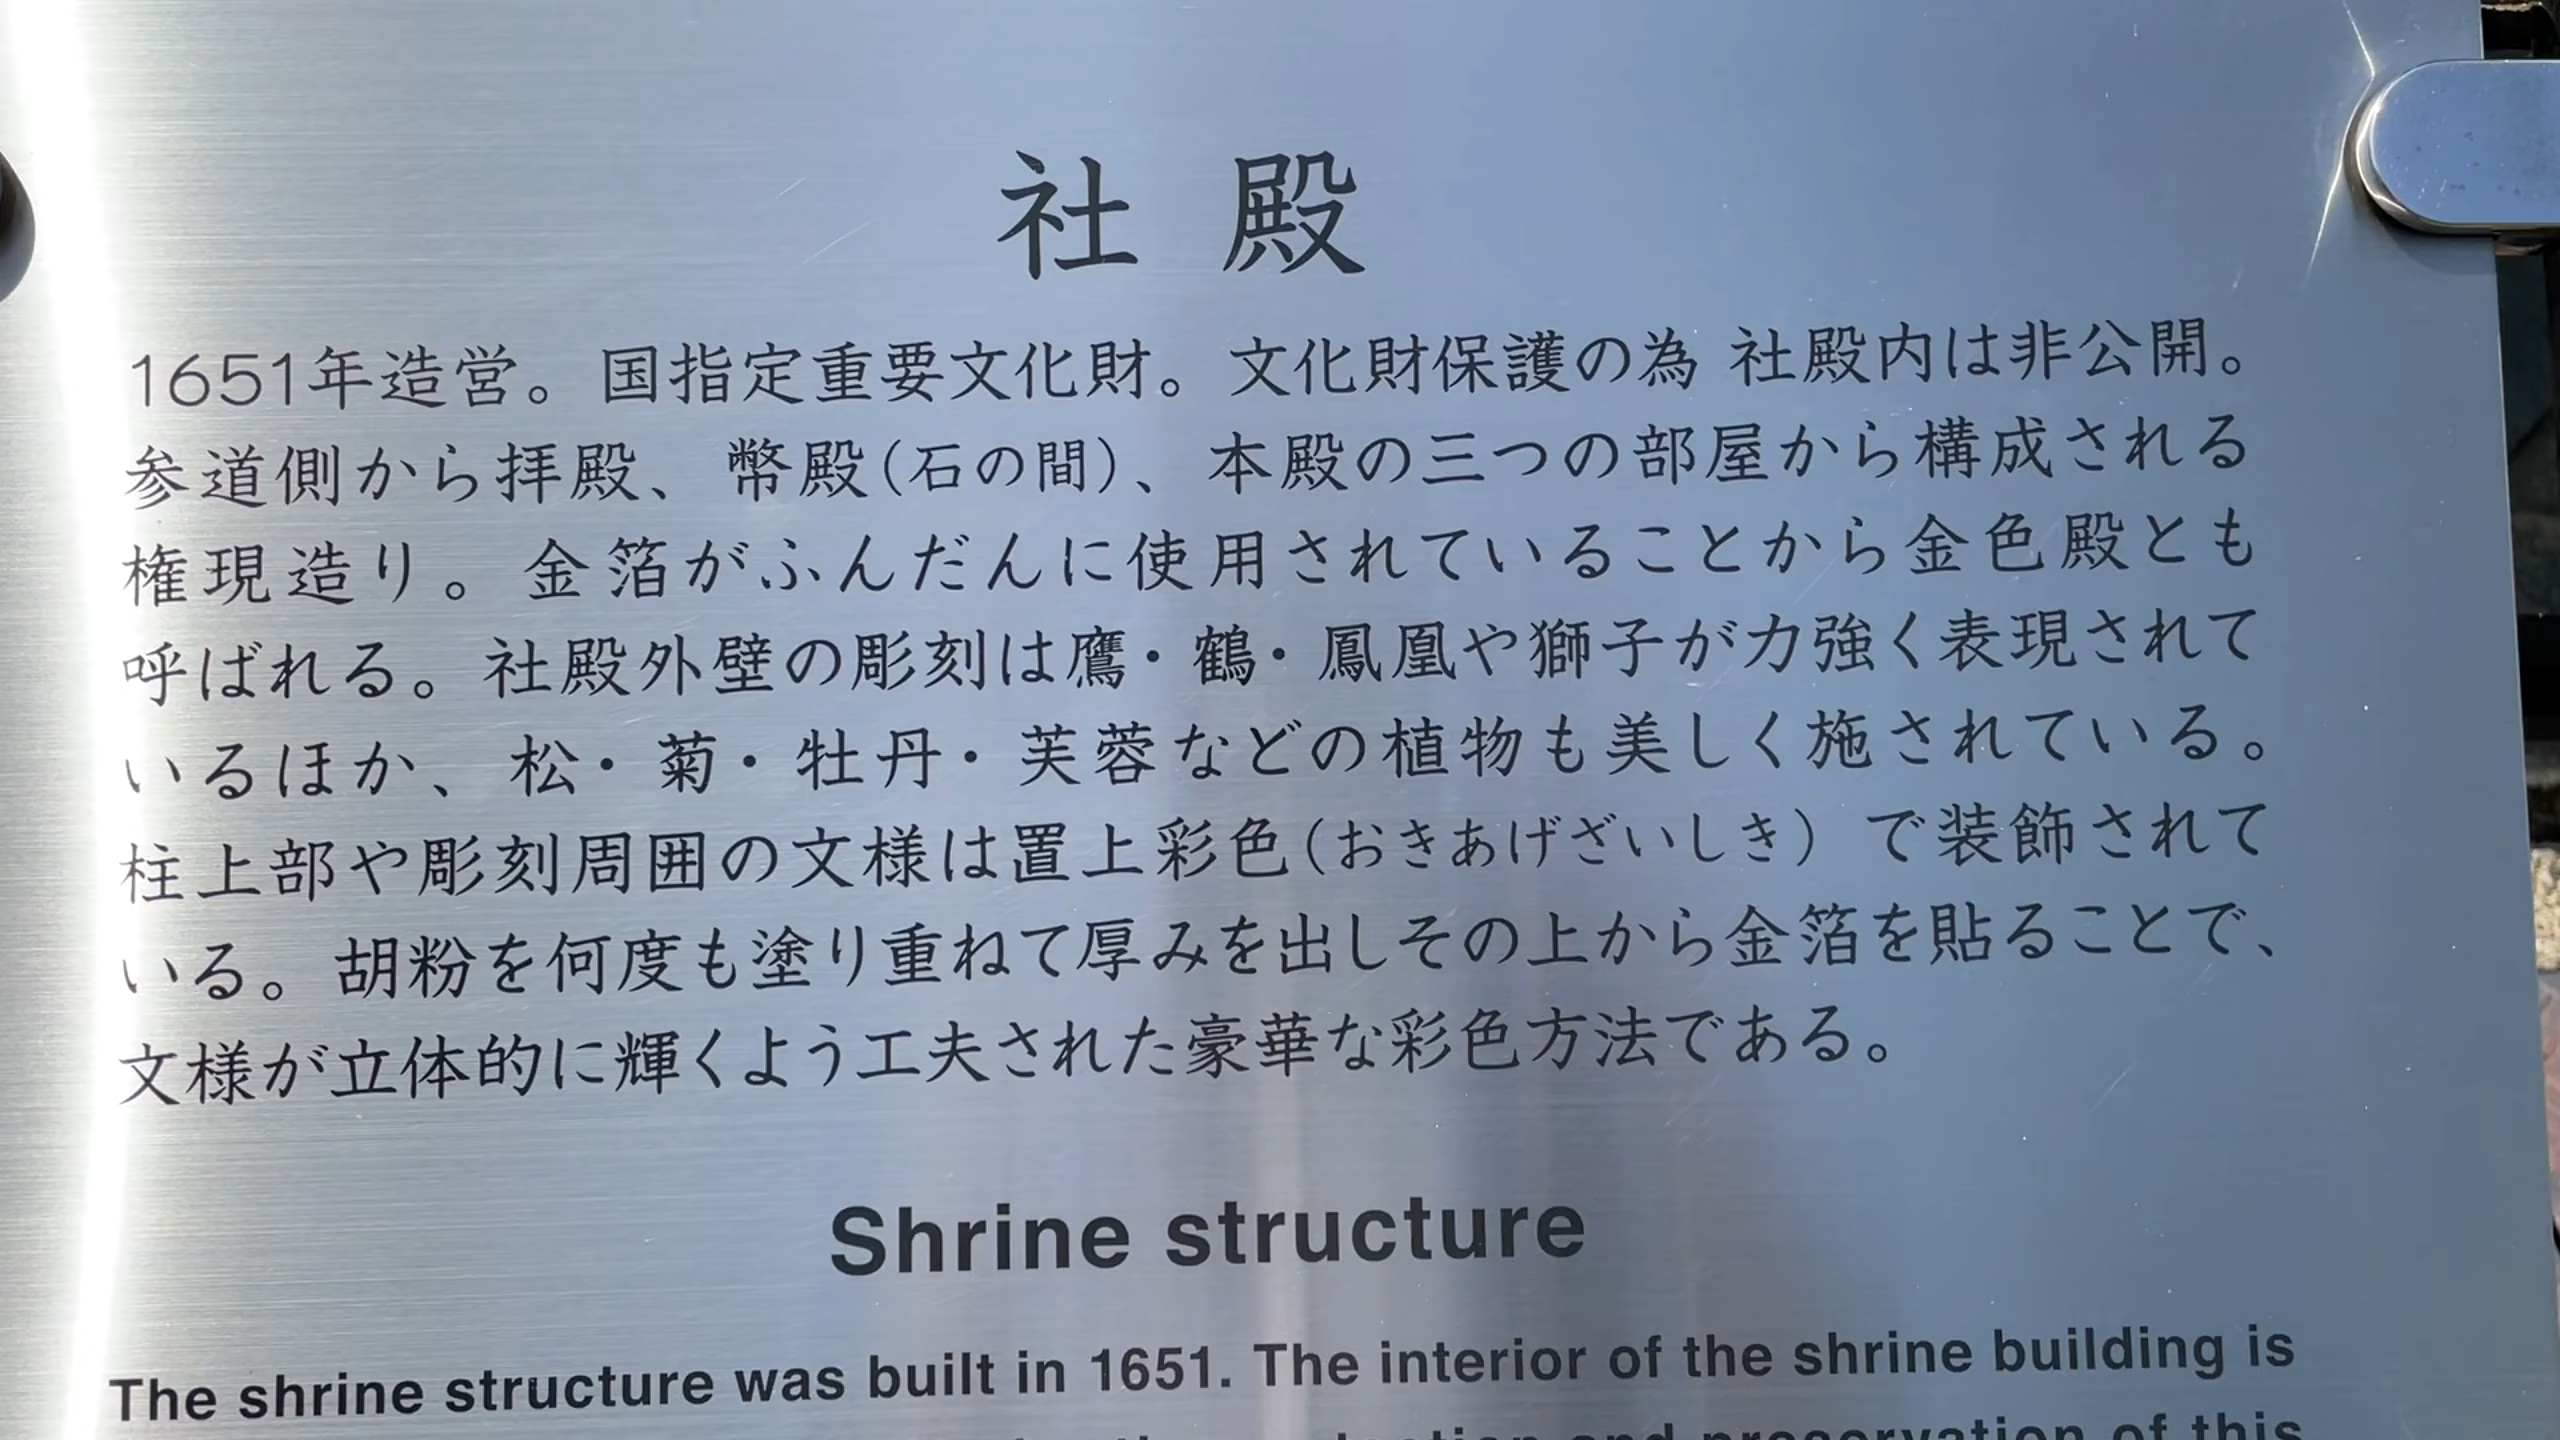 社殿
1651年造営。国指定重要文化財。文化財保護の為 社殿内は非公開。
参道側から拝殿、幣殿(石の間)、本殿の三つの部屋から構成される
権現造り。金箔がふんだんに使用されていることから金色殿とも
呼ばれる。社殿外壁の彫刻は鷹・鶴・鳳凰や獅子が力強く表現されて
いるほか、松・菊・牡丹・芙蓉などの植物も美しく施されている。
柱上部や彫刻周囲の文様は置上彩色(おきあげざいしき)で装飾されて
いる。胡粉を何度も塗り重ねて厚みを出しその上から金箔を貼ることで、
文様が立体的に輝くよう工夫された豪華な彩色方法である。
Shrine structure
The shrine structure was built in 1651. The interior of the shrine building is
and preservation of this